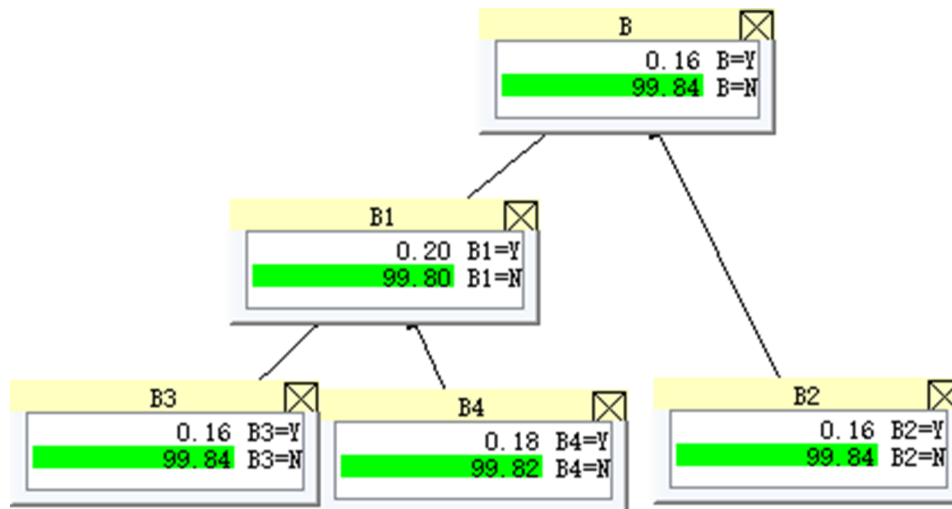 B
0.16 B=Y
99.84 B=N
B1
0.20 B1=Y
99.80 B1=N
B3
0.16 B3=Y
99.84 B3=N
B4
0.18 B4=Y
99.82 B4=N
B2
0.16 B2=Y
99.84 B2=N